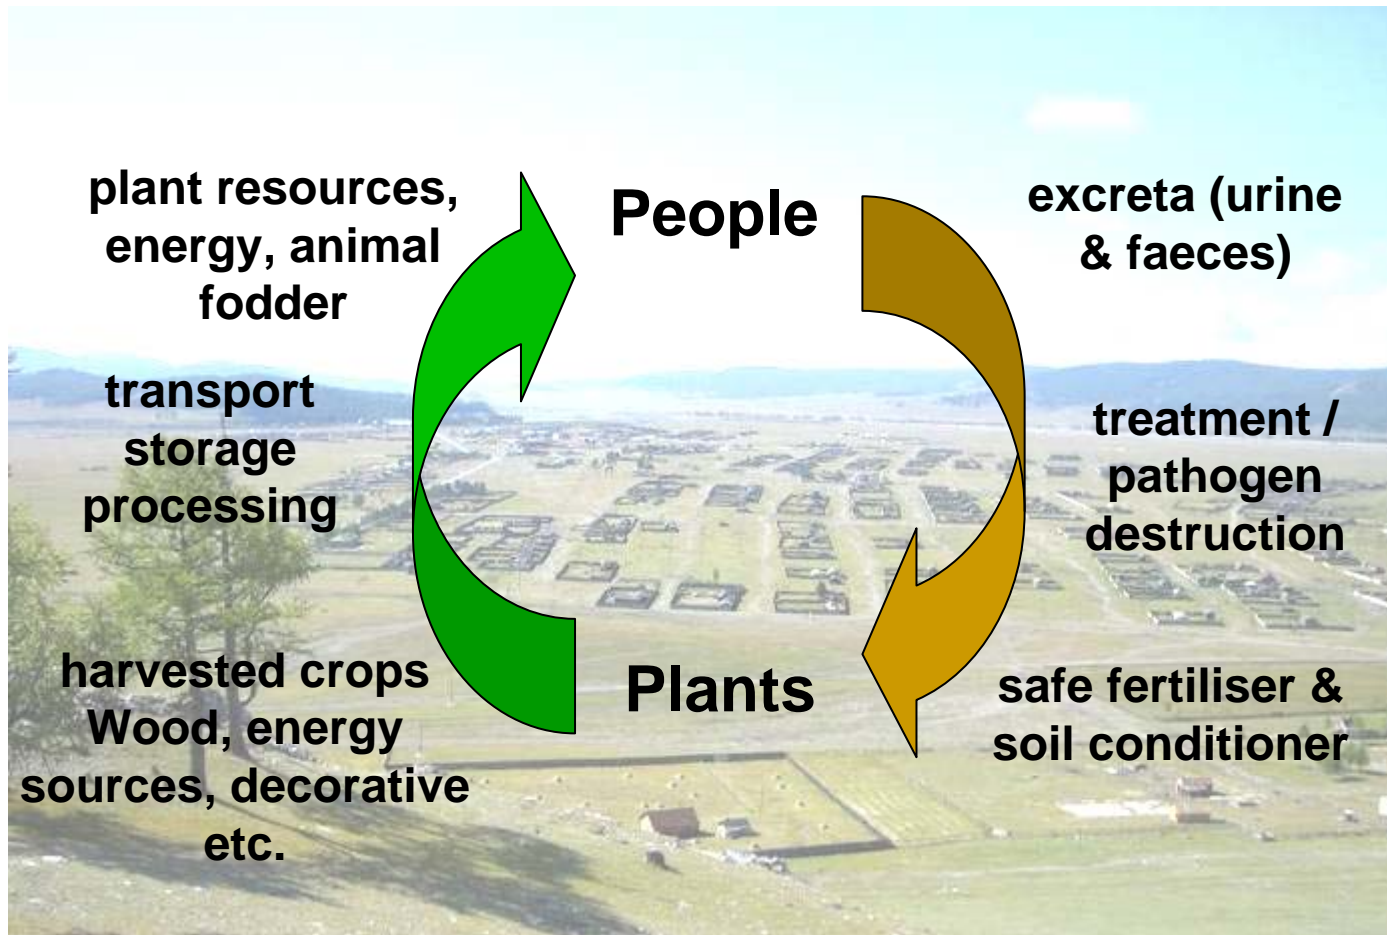 People
excreta (urine
& faeces)
treatment /
pathogen
destruction
safe fertiliser &
soil conditioner
Plants
harvested crops
Wood, energy
sources, decorative
etc.
transport
storage
processing
plant resources,
energy, animal
fodder